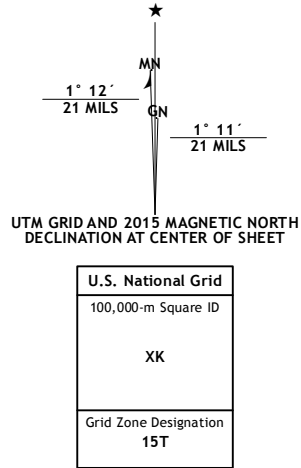 MN
1° 12´
21 MILS
GN
1° 11´
21 MILS
UTM GRID AND 2015 MAGNETIC NORTH
DECLINATION AT CENTER OF SHEET
U.S. National Grid
100,000-m Square ID
XK
Grid Zone Designation
15T